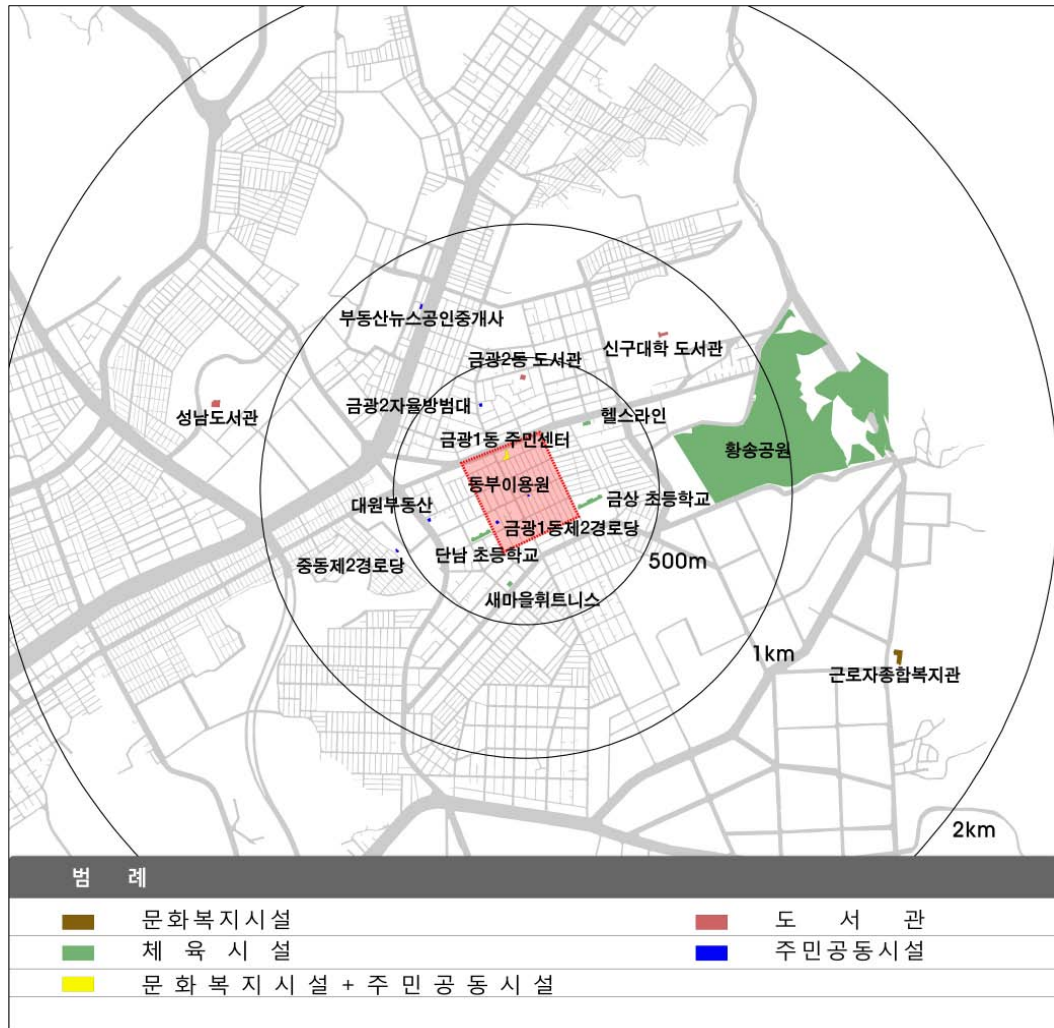 부동산뉴스공인중개사
신구대학 도서관
금광2동 도서관
금광2자율방범대
성남도서관
헬스라인
금광1동 주민센터
황송공원
동부이용원
대원부동산
금상 초등학교
금광1동제2경로당
단남 초등학교
중동제2경로당
500m
새마을휘트니스
1km
근로자종합복지관
2km
범 례
문화복지시설
도 서 관
체 육 시 설
주민공동시설
문 화 복 지 시 설 + 주 민 공 동 시 설